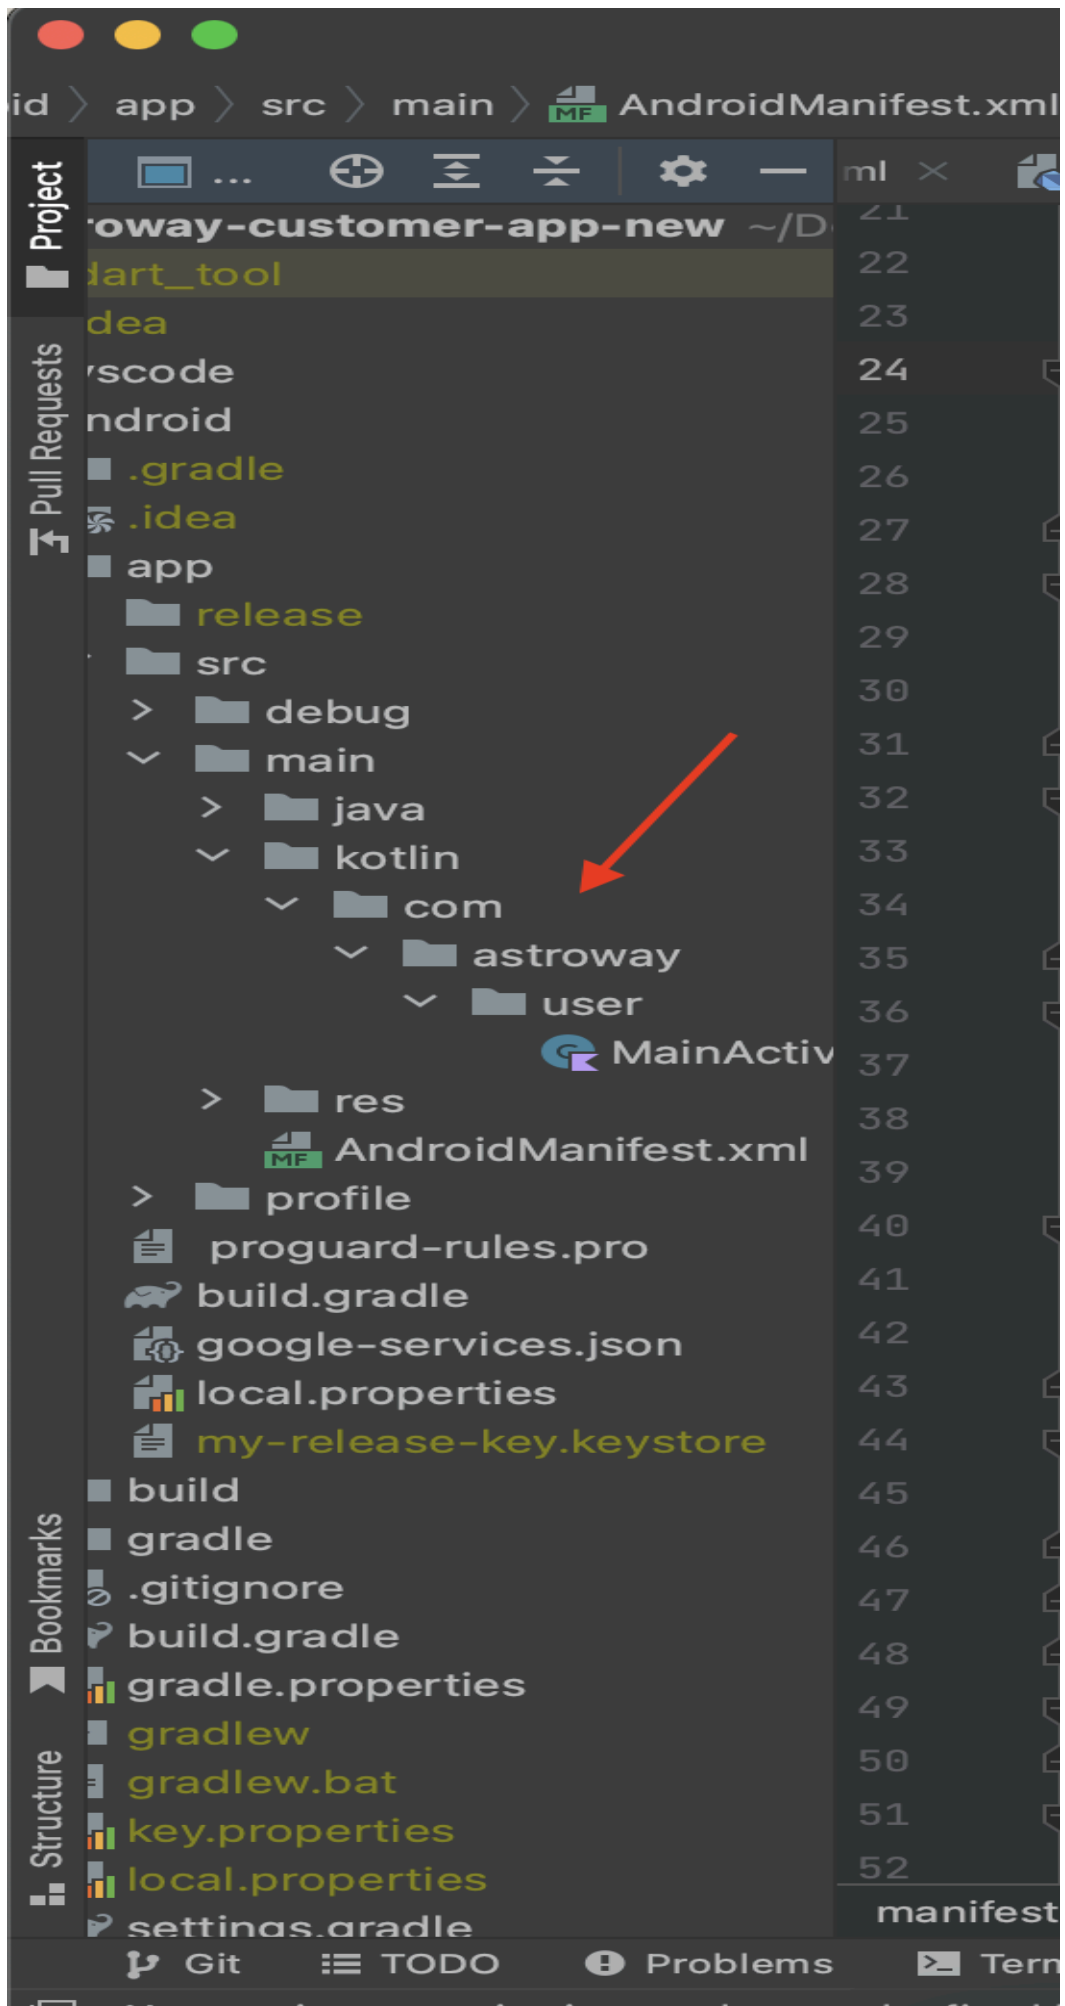 id app src main MF AndroidManifest.xml
... ml
Project
Pull Requests
Bookmarks
Structure
roway-customer-app-new ~/D
dart_tool
dea
vscode
ndroid
.gradle
.idea
app
release
src
debug
main
java
kotlin
com
astroway
user
MainActiv
res
MF AndroidManifest.xml
profile
proguard-rules.pro
build.gradle
google-services.json
local.properties
my-release-key.keystore
build
gradle
.gitignore
build.gradle
gradle.properties
gradlew
gradlew.bat
key.properties
local.properties
settings.gradle
21
22
23
24
25
26
27
28
29
30
31
32
33
34
35
36
37
38
39
40
41
42
43
44
45
46
47
48
49
50
51
52
manifest
Git TODO Problems Tern